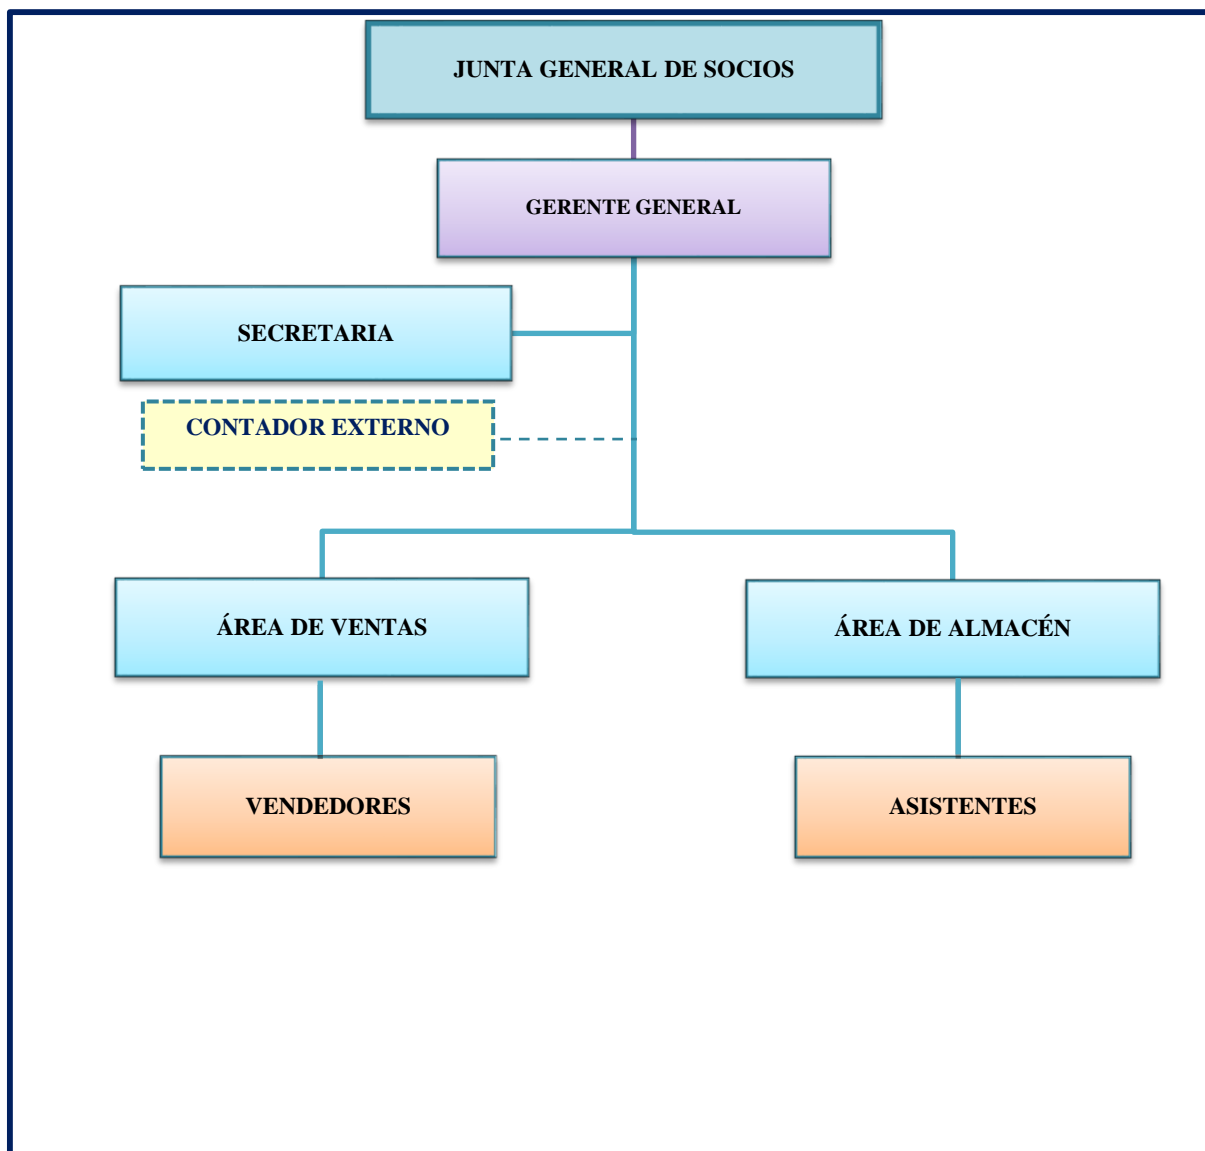 JUNTA GENERAL DE SOCIOS
GERENTE GENERAL
SECRETARIA
CONTADOR EXTERNO
ÁREA DE VENTAS
ÁREA DE ALMACÉN
VENDEDORES
ASISTENTES